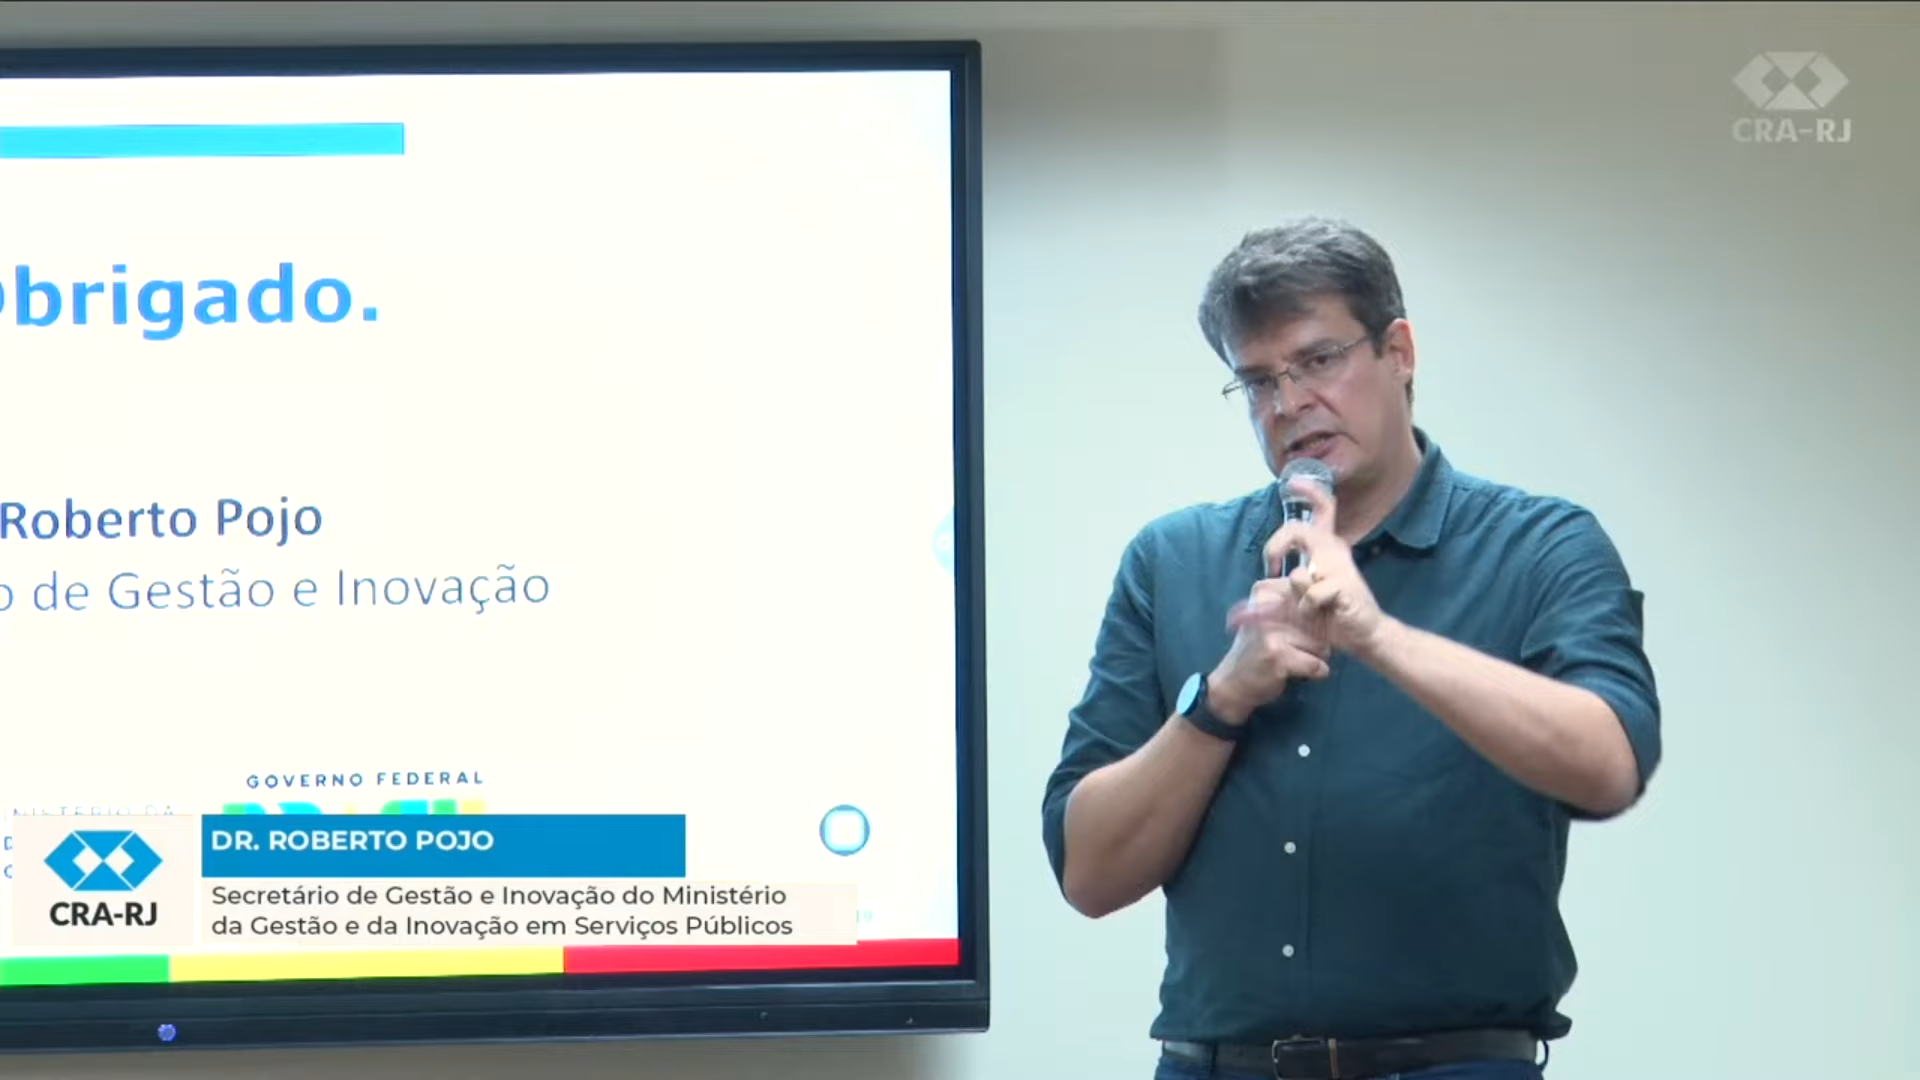 CRA-RJ
Obrigado.
Roberto Pojo
o de Gestão e Inovação
GOVERNO FEDERAL
DR. ROBERTO POJO
Secretário de Gestão e Inovação do Ministério
da Gestão e da Inovação em Serviços Públicos
CRA-RJ
19